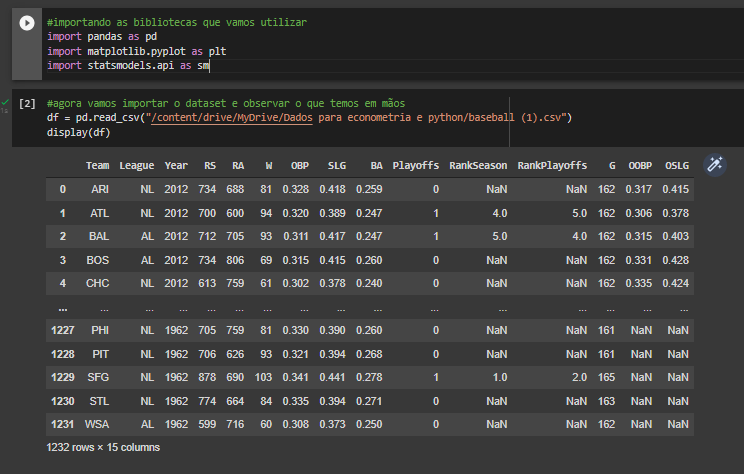 #importando as bibliotecas que vamos utilizar
import pandas as pd
import matplotlib.pyplot as plt
import statsmodels.api as sm
[2] #agora vamos importar o dataset e observar o que temos em mãos
df = pd.read_csv("/content/drive/MyDrive/Dados para econometria e python/baseball (1).csv")
display(df)
Team League Year RS RA W OBP SLG BA Playoffs RankSeason RankPlayoffs G OOBP OSLG
0 ARI NL 2012 734 688 81 0.328 0.418 0.259 0 NaN NaN 162 0.317 0.415
1 ATL NL 2012 700 600 94 0.320 0.389 0.247 1 4.0 5.0 162 0.306 0.378
2 BAL AL 2012 712 705 93 0.311 0.417 0.247 1 5.0 4.0 162 0.315 0.403
3 BOS AL 2012 734 806 69 0.315 0.415 0.260 0 NaN NaN 162 0.331 0.428
4 CHC NL 2012 613 759 61 0.302 0.378 0.240 0 NaN NaN 162 0.335 0.424
... ... ... ... ... ... ... ... ... ... ... ... ... ... ... ...
1227 PHI NL 1962 705 759 81 0.330 0.390 0.260 0 NaN NaN 161 NaN NaN
1228 PIT NL 1962 706 626 93 0.321 0.394 0.268 0 NaN NaN 161 NaN NaN
1229 SFG NL 1962 878 690 103 0.341 0.441 0.278 1 1.0 2.0 165 NaN NaN
1230 STL NL 1962 774 664 84 0.335 0.394 0.271 0 NaN NaN 163 NaN NaN
1231 WSA AL 1962 599 716 60 0.308 0.373 0.250 0 NaN NaN 162 NaN NaN
1232 rows × 15 columns